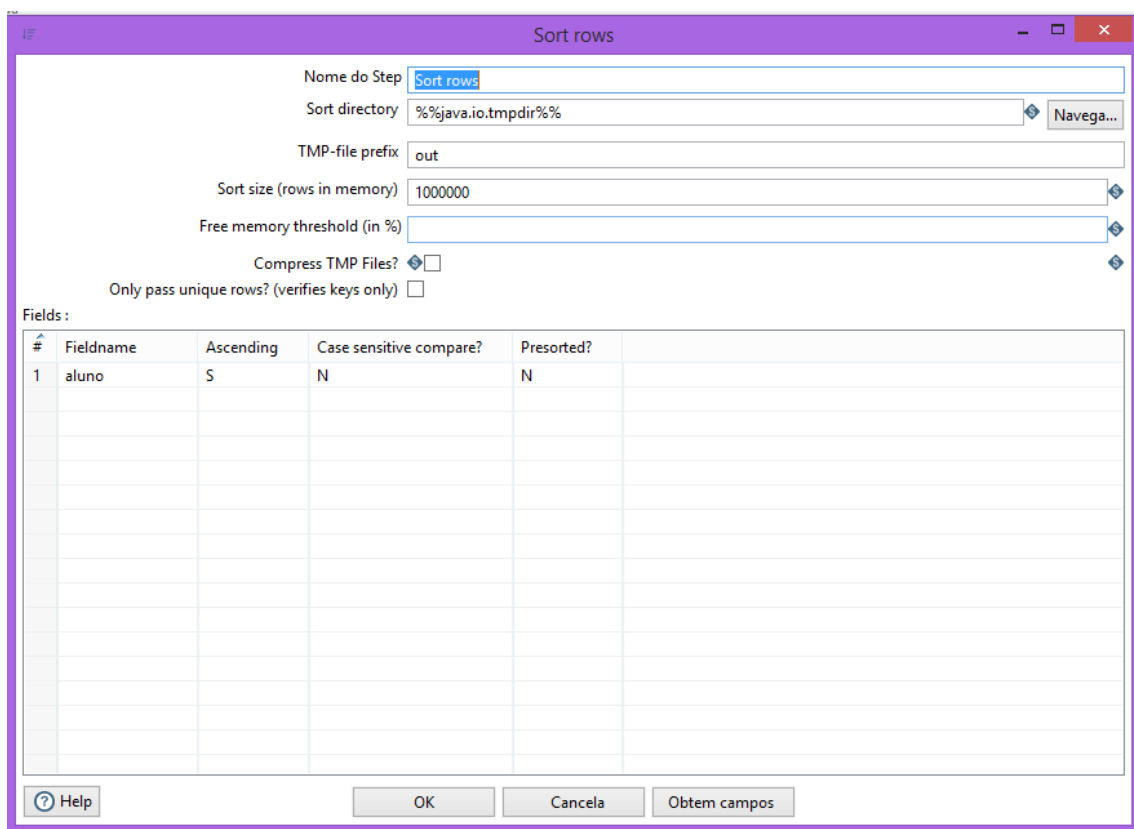 Sort rows
Nome do Step Sort rows
Sort directory %%java.io.tmpdir%% Navega...
TMP-file prefix out
Sort size (rows in memory) 1000000
Free memory threshold (in %)
Compress TMP Files?
Only pass unique rows? (verifies keys only)
Fields :
# Fieldname Ascending Case sensitive compare? Presorted?
1 aluno S N N
Help OK Cancela Obtem campos